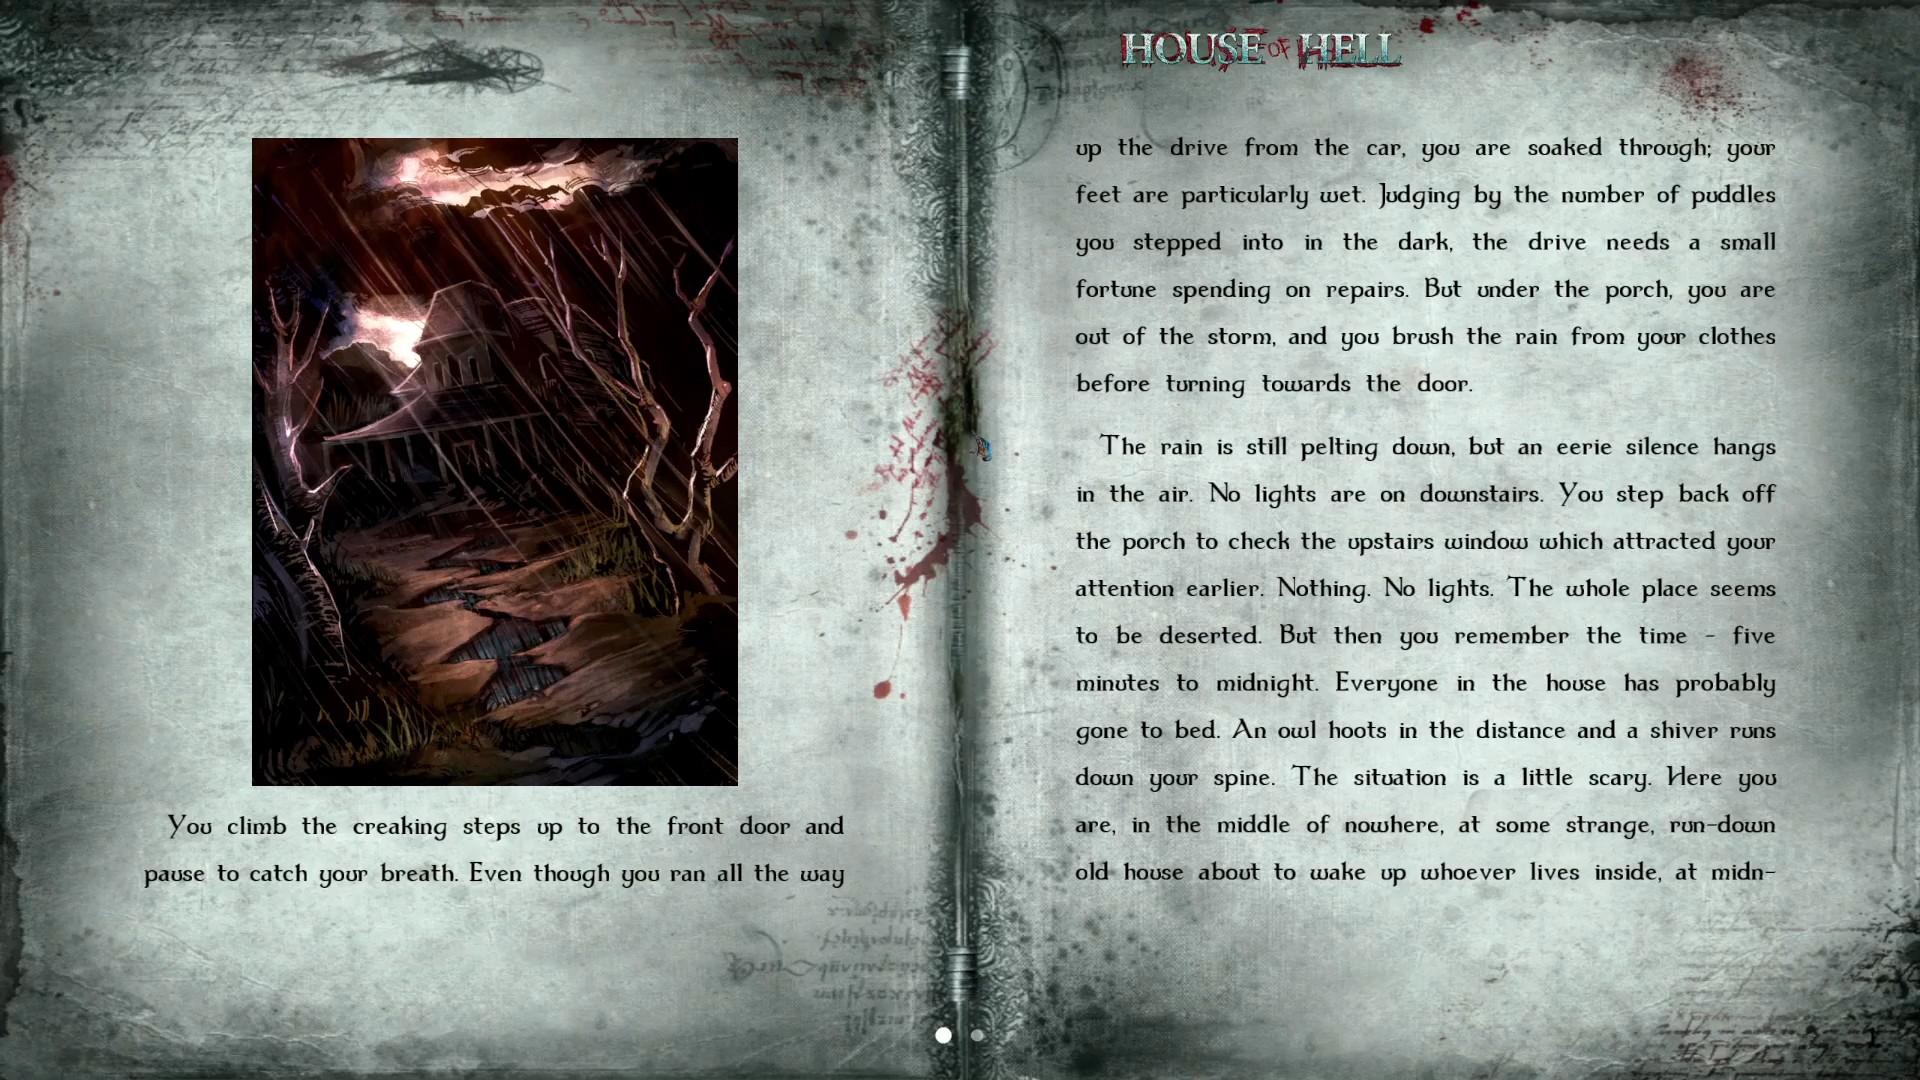 HOUSE OF HELL
You climb the creaking steps up to the front door and
pause to catch your breath. Even though you ran all the way
up the drive from the car, you are soaked through; your
feet are particularly wet. Judging by the number of puddles
you stepped into in the dark, the drive needs a small
fortune spending on repairs. But under the porch, you are
out of the storm, and you brush the rain from your clothes
before turning towards the door.
The rain is still pelting down, but an eerie silence hangs
in the air. No lights are on downstairs. You step back off
the porch to check the upstairs window which attracted your
attention earlier. Nothing. No lights. The whole place seems
to be deserted. But then you remember the time - five
minutes to midnight. Everyone in the house has probably
gone to bed. An owl hoots in the distance and a shiver runs
down your spine. The situation is a little scary. Here you
are, in the middle of nowhere, at some strange, run-down
old house about to wake up whoever lives inside, at midn-